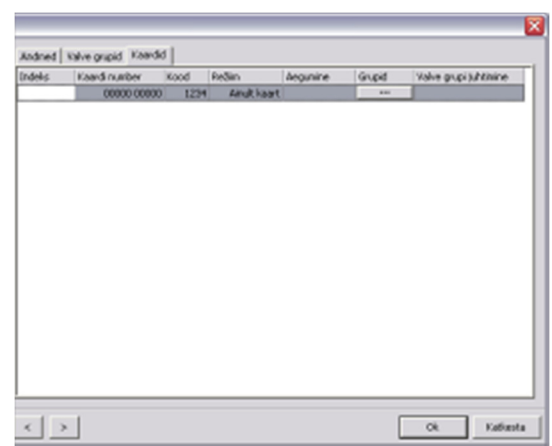 Andmed Valve grupid Kaardid
Indeks Kaardi number Kood Režiim Aegumine Grupid Valve grupi juhtimine
00000 00000 1234 Ainult kaart ...
< > Ok Katkesta